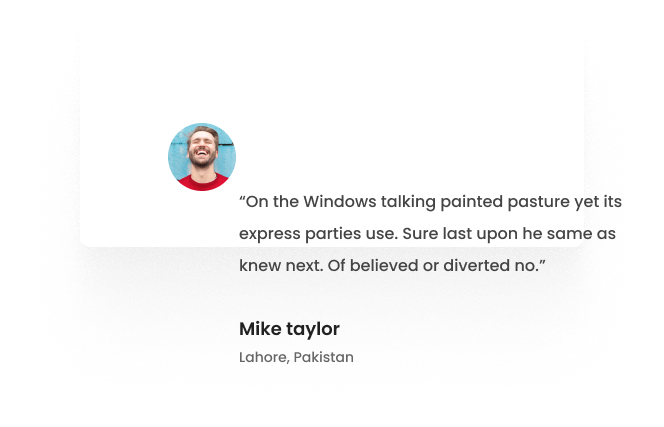 “On the Windows talking painted pasture yet its
express parties use. Sure last upon he same as
knew next. Of believed or diverted no.”
Mike taylor
Lahore, Pakistan